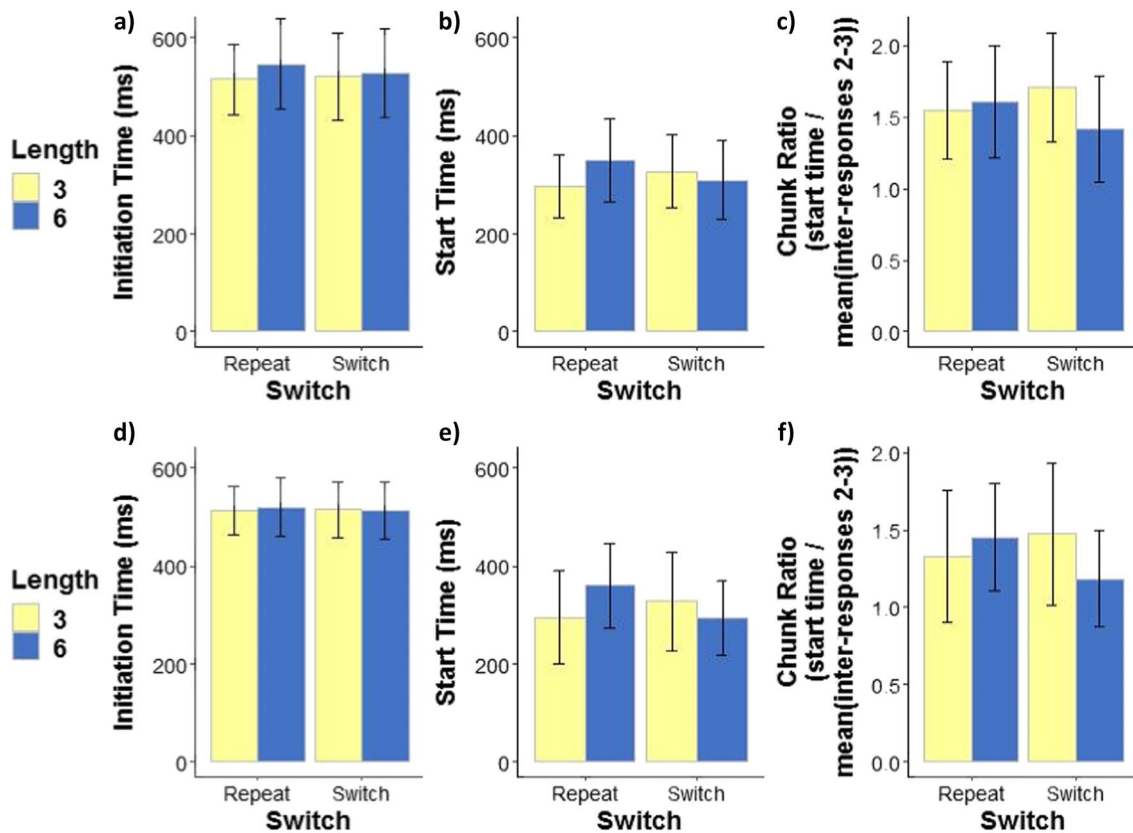 a)
Initiation Time (ms)
600
400
200
0
Repeat Switch
Switch
b)
Start Time (ms)
600
400
200
0
Repeat Switch
Switch
c)
Chunk Ratio
(start time /
mean(inter-responses 2-3))
2.0
1.5
1.0
0.5
0.0
Repeat Switch
Switch
Length
3
6
d)
Initiation Time (ms)
600
400
200
0
Repeat Switch
Switch
e)
Start Time (ms)
600
400
200
0
Repeat Switch
Switch
f)
Chunk Ratio
(start time /
mean(inter-responses 2-3))
2.0
1.5
1.0
0.5
0.0
Repeat Switch
Switch
Length
3
6